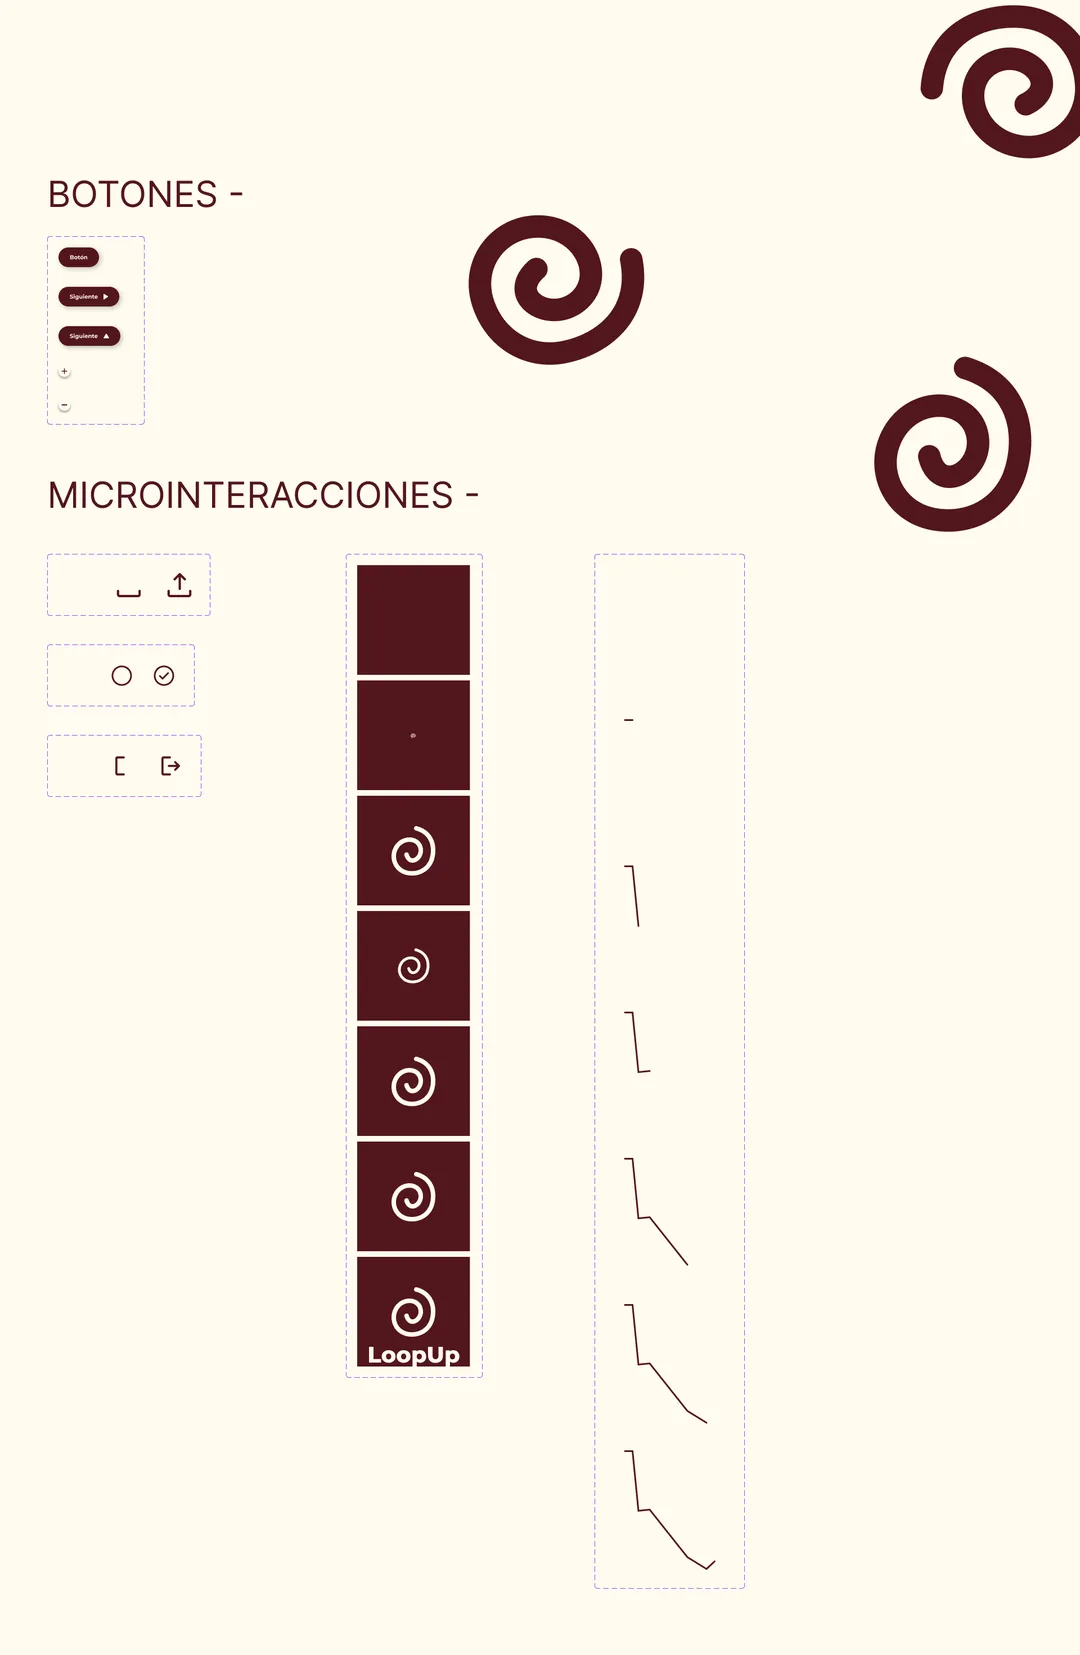 BOTONES -
Botón
Siguiente
Siguiente
+
−
MICROINTERACCIONES -
LoopUp